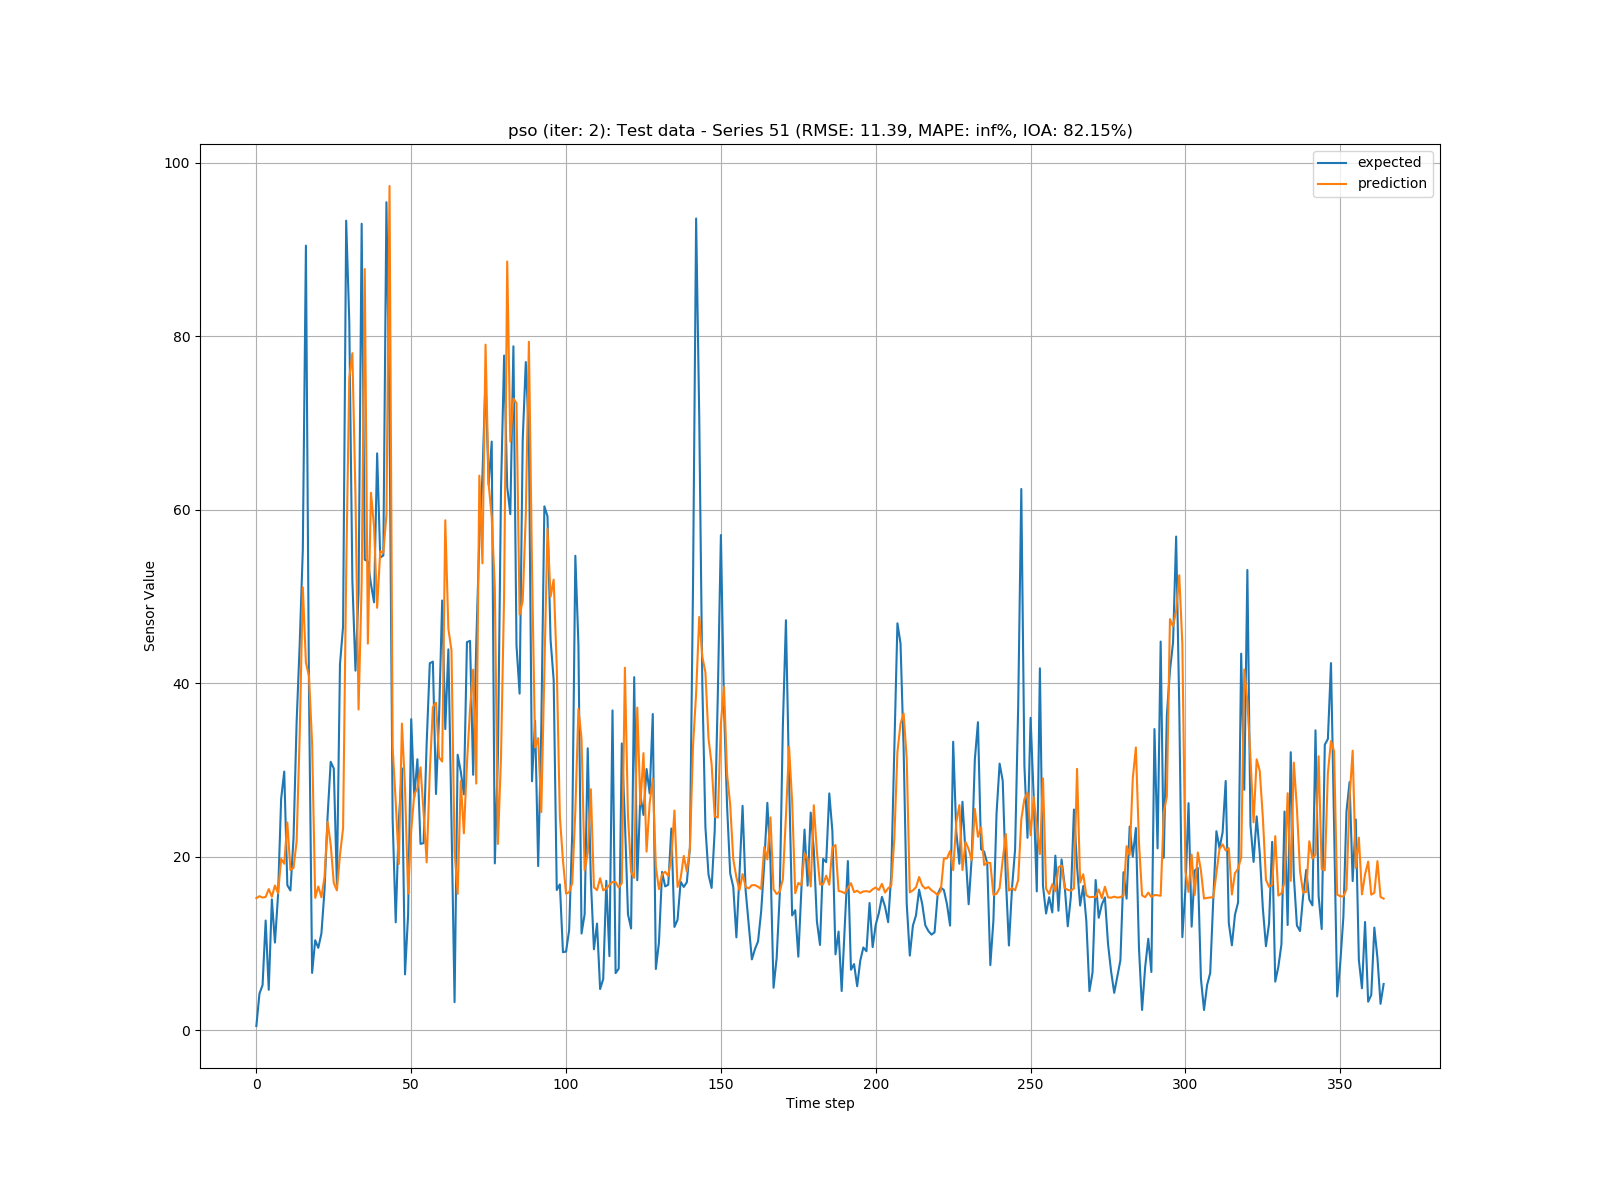 pso (iter: 2): Test data - Series 51 (RMSE: 11.39, MAPE: inf%, IOA: 82.15%)
expected
prediction
100
80
60
40
20
0
Sensor Value
0 50 100 150 200 250 300 350
Time step